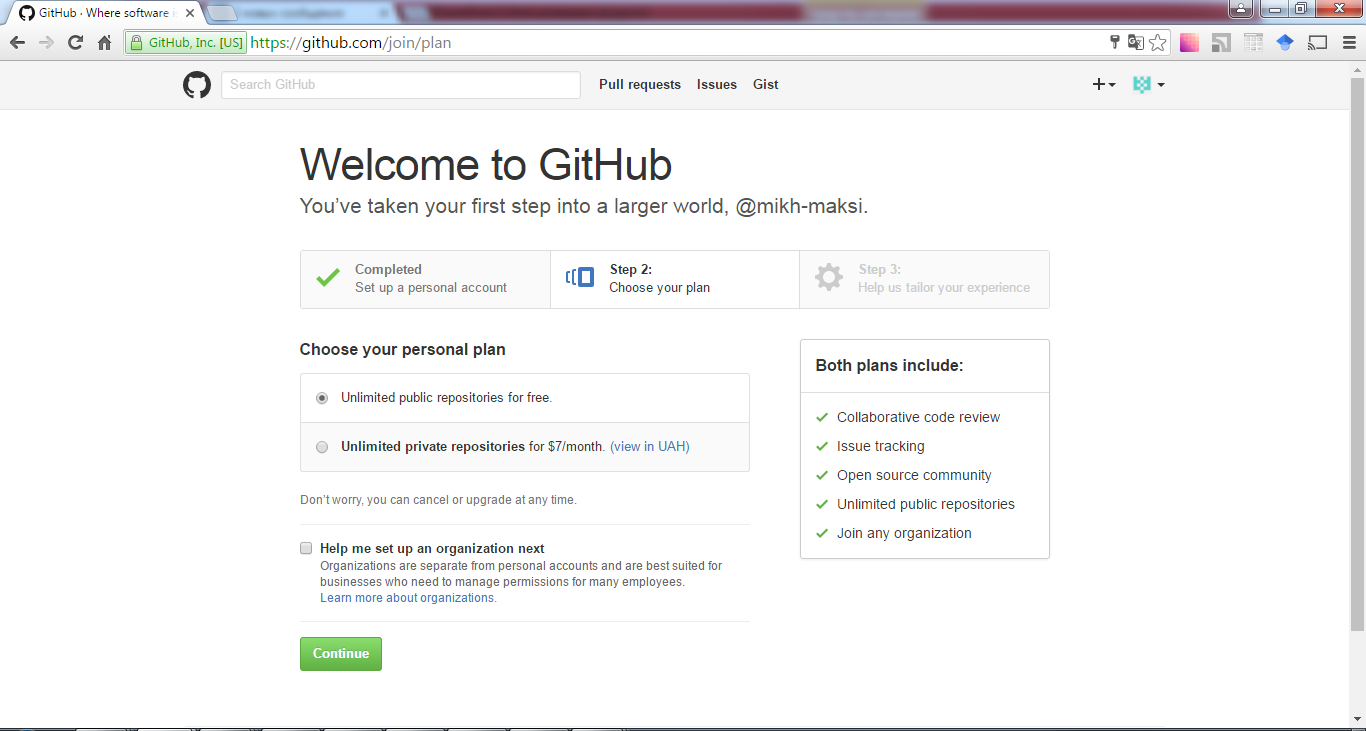 GitHub · Where software
GitHub, Inc. [US] https://github.com/join/plan
Search GitHub
Pull requests Issues Gist
Welcome to GitHub
You've taken your first step into a larger world, @mikh-maksi.
Completed
Set up a personal account
Step 2:
Choose your plan
Step 3:
Help us tailor your experience
Choose your personal plan
Unlimited public repositories for free.
Unlimited private repositories for $7/month. (view in UAH)
Don't worry, you can cancel or upgrade at any time.
Help me set up an organization next
Organizations are separate from personal accounts and are best suited for
businesses who need to manage permissions for many employees.
Learn more about organizations.
Continue
Both plans include:
Collaborative code review
Issue tracking
Open source community
Unlimited public repositories
Join any organization